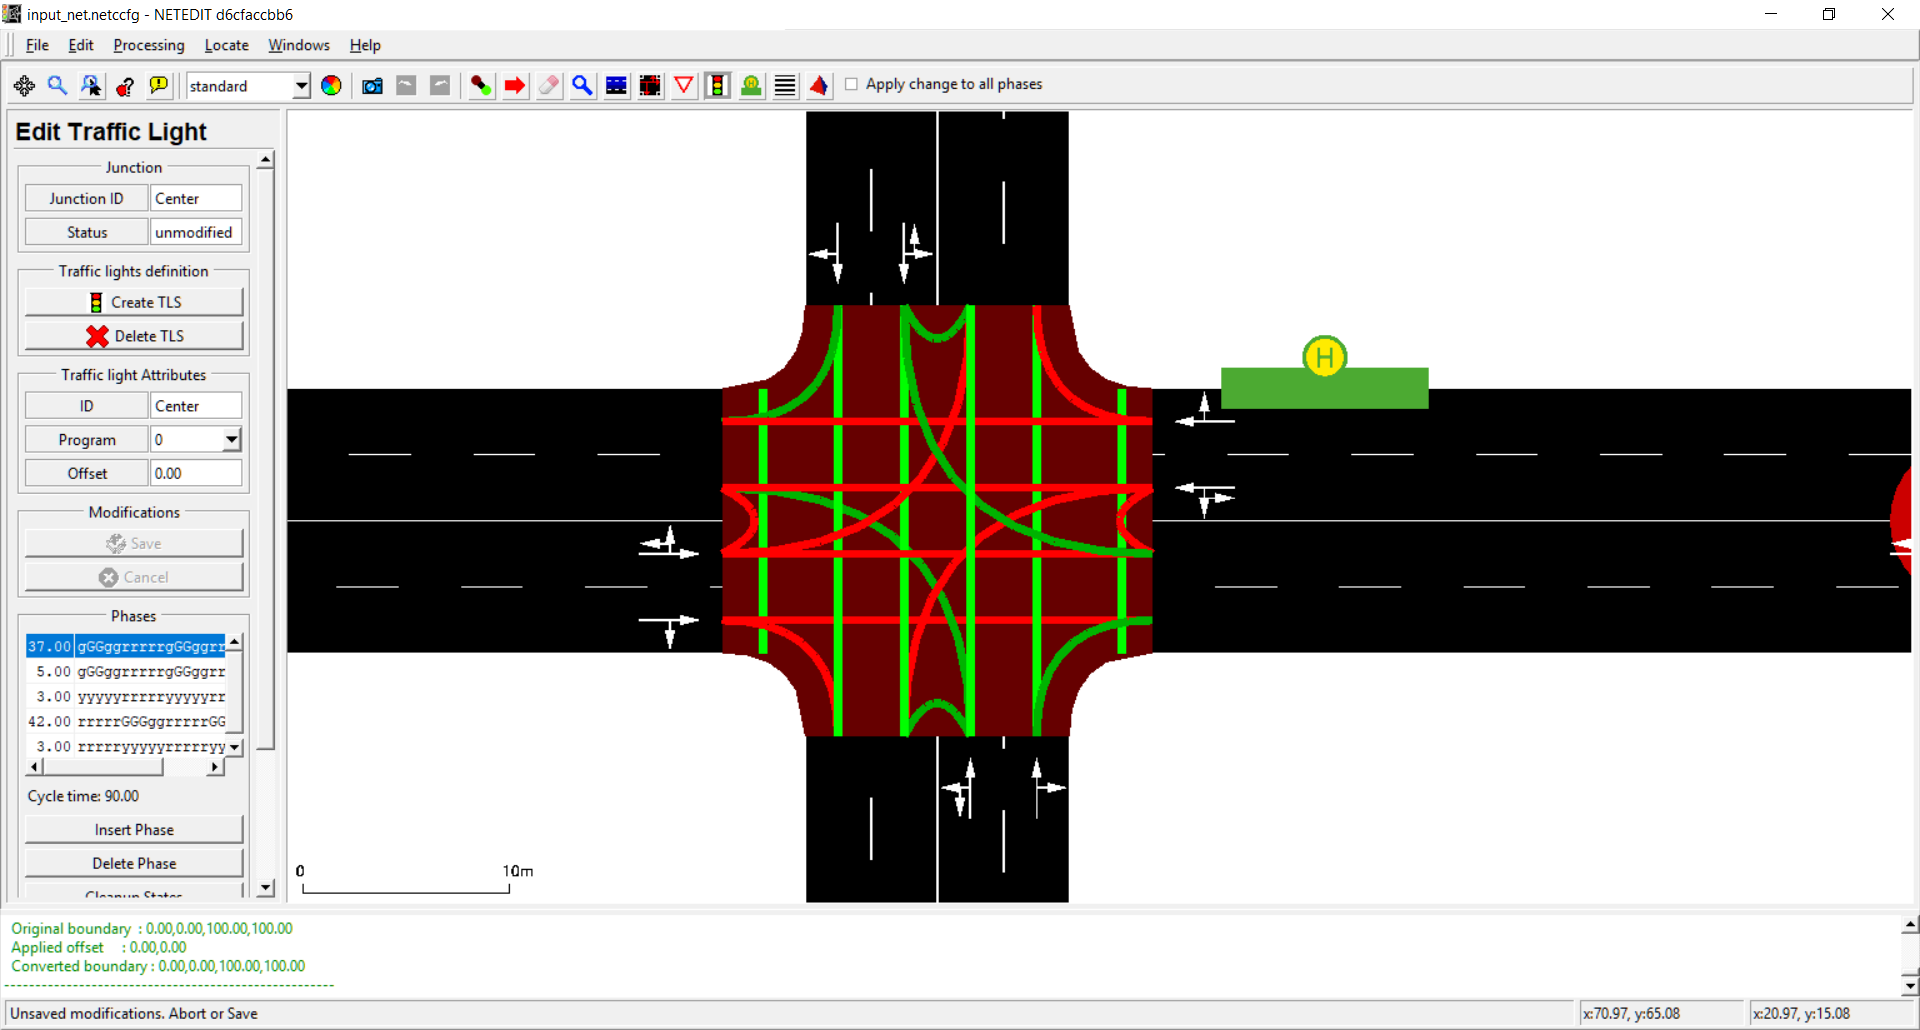 input_net.netccfg - NETEDIT d6cfaccbb6
File Edit Processing Locate Windows Help
standard
Apply change to all phases
Edit Traffic Light
Junction
Junction ID Center
Status unmodified
Traffic lights definition
Create TLS
Delete TLS
Traffic light Attributes
ID Center
Program 0
Offset 0.00
Modifications
Save
Cancel
Phases
37.00 gGGggrrrrrgGGggrr
5.00 gGGggrrrrrgGGggrr
3.00 yyyyyrrrrryyyyyrr
42.00 rrrrrGGGggrrrrrGG
3.00 rrrrryyyyyrrrrryy
Cycle time: 90.00
Insert Phase
Delete Phase
Cleanup States
H
0 10m
Original boundary : 0.00,0.00,100.00,100.00
Applied offset : 0.00,0.00
Converted boundary : 0.00,0.00,100.00,100.00
-----------------------------------------------------
Unsaved modifications. Abort or Save
x:70.97, y:65.08
x:20.97, y:15.08